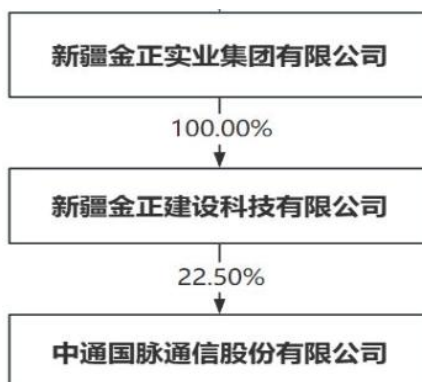 新疆金正实业集团有限公司
100.00%
新疆金正建设科技有限公司
22.50%
中通国脉通信股份有限公司